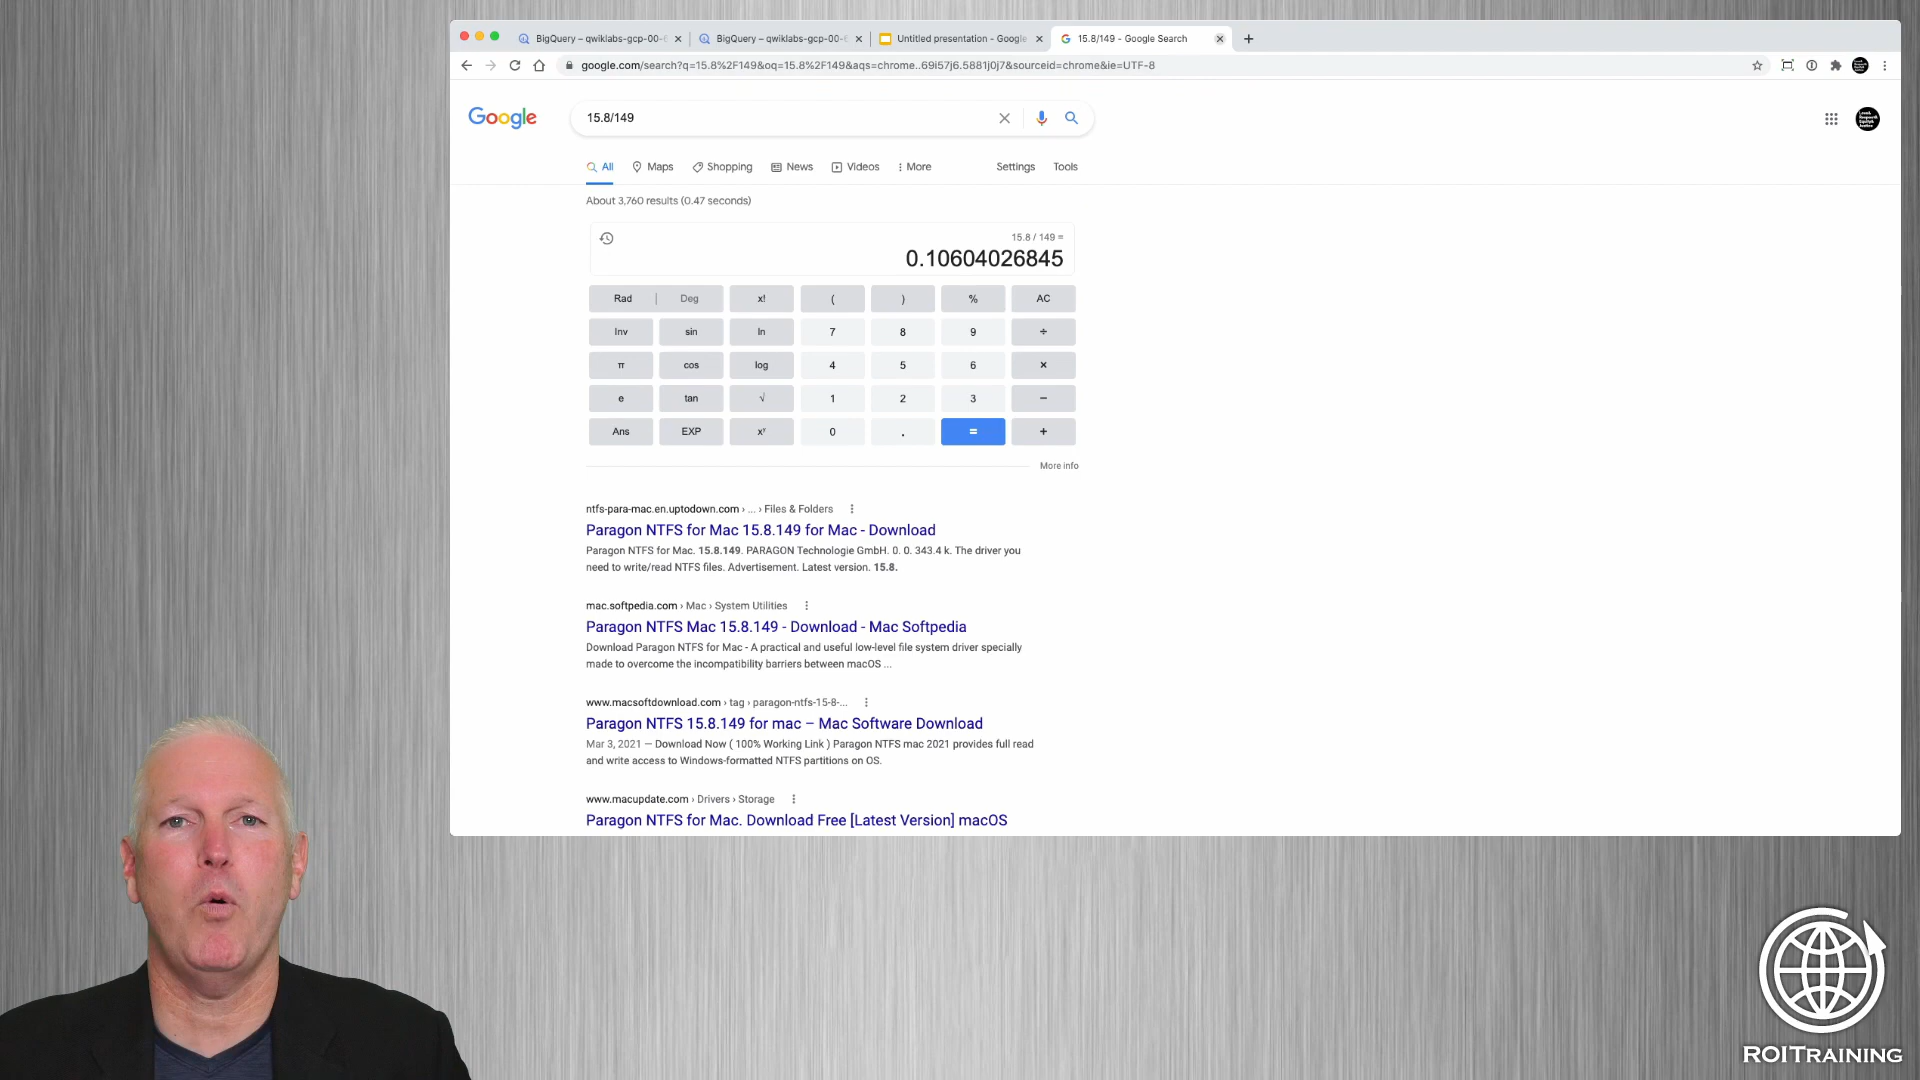 BigQuery – qwiklabs-gcp-00-
BigQuery – qwiklabs-gcp-00-
Untitled presentation - Google
15.8/149 - Google Search
google.com/search?q=15.8%2F149&oq=15.8%2F149&aqs=chrome..69i57j6.5881j0j7&sourceid=chrome&ie=UTF-8
Google
15.8/149
All
Maps
Shopping
News
Videos
More
Settings
Tools
About 3,760 results (0.47 seconds)
15.8 / 149 =
0.10604026845
Rad | Deg x! ( ) % AC
Inv sin ln 7 8 9 ÷
π cos log 4 5 6 ×
e tan √ 1 2 3 −
Ans EXP xʸ 0 . = +
More info
ntfs-para-mac.en.uptodown.com › ... › Files & Folders
Paragon NTFS for Mac 15.8.149 for Mac - Download
Paragon NTFS for Mac. 15.8.149. PARAGON Technologie GmbH. 0. 0. 343.4 k. The driver you
need to write/read NTFS files. Advertisement. Latest version. 15.8.
mac.softpedia.com › Mac › System Utilities
Paragon NTFS Mac 15.8.149 - Download - Mac Softpedia
Download Paragon NTFS for Mac - A practical and useful low-level file system driver specially
made to overcome the incompatibility barriers between macOS ...
www.macsoftdownload.com › tag › paragon-ntfs-15-8-...
Paragon NTFS 15.8.149 for mac – Mac Software Download
Mar 3, 2021 — Download Now ( 100% Working Link ) Paragon NTFS mac 2021 provides full read
and write access to Windows-formatted NTFS partitions on OS.
www.macupdate.com › Drivers › Storage
Paragon NTFS for Mac. Download Free [Latest Version] macOS
ROITRAINING